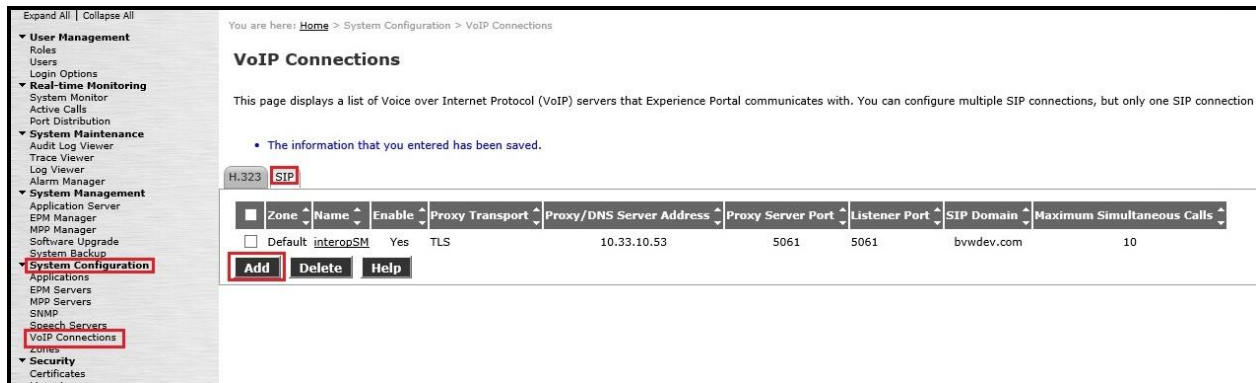 Expand All | Collapse All
▼ User Management
Roles
Users
Login Options
▼ Real-time Monitoring
System Monitor
Active Calls
Port Distribution
▼ System Maintenance
Audit Log Viewer
Trace Viewer
Log Viewer
Alarm Manager
▼ System Management
Application Server
EPM Manager
MPP Manager
Software Upgrade
System Backup
▼ System Configuration
Applications
EPM Servers
MPP Servers
SNMP
Speech Servers
VoIP Connections
Zones
▼ Security
Certificates
You are here: Home > System Configuration > VoIP Connections
VoIP Connections
This page displays a list of Voice over Internet Protocol (VoIP) servers that Experience Portal communicates with. You can configure multiple SIP connections, but only one SIP connection
• The information that you entered has been saved.
H.323 SIP
Zone Name Enable Proxy Transport Proxy/DNS Server Address Proxy Server Port Listener Port SIP Domain Maximum Simultaneous Calls
Default interopSM Yes TLS 10.33.10.53 5061 5061 bvwdev.com 10
Add Delete Help